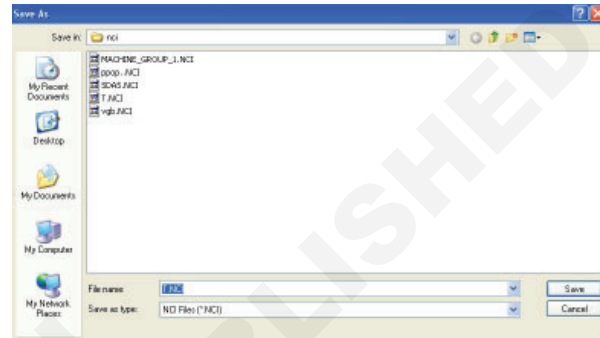 Save As
Save in:
nci
MACHINE_GROUP_1.NCI
ppop..NCI
SDAS.NCI
T.NCI
vgb.NCI
My Recent
Documents
Desktop
My Documents
My Computer
My Network
Places
File name:
T.NCI
Save
Save as type:
NCI Files (*.NCI)
Cancel